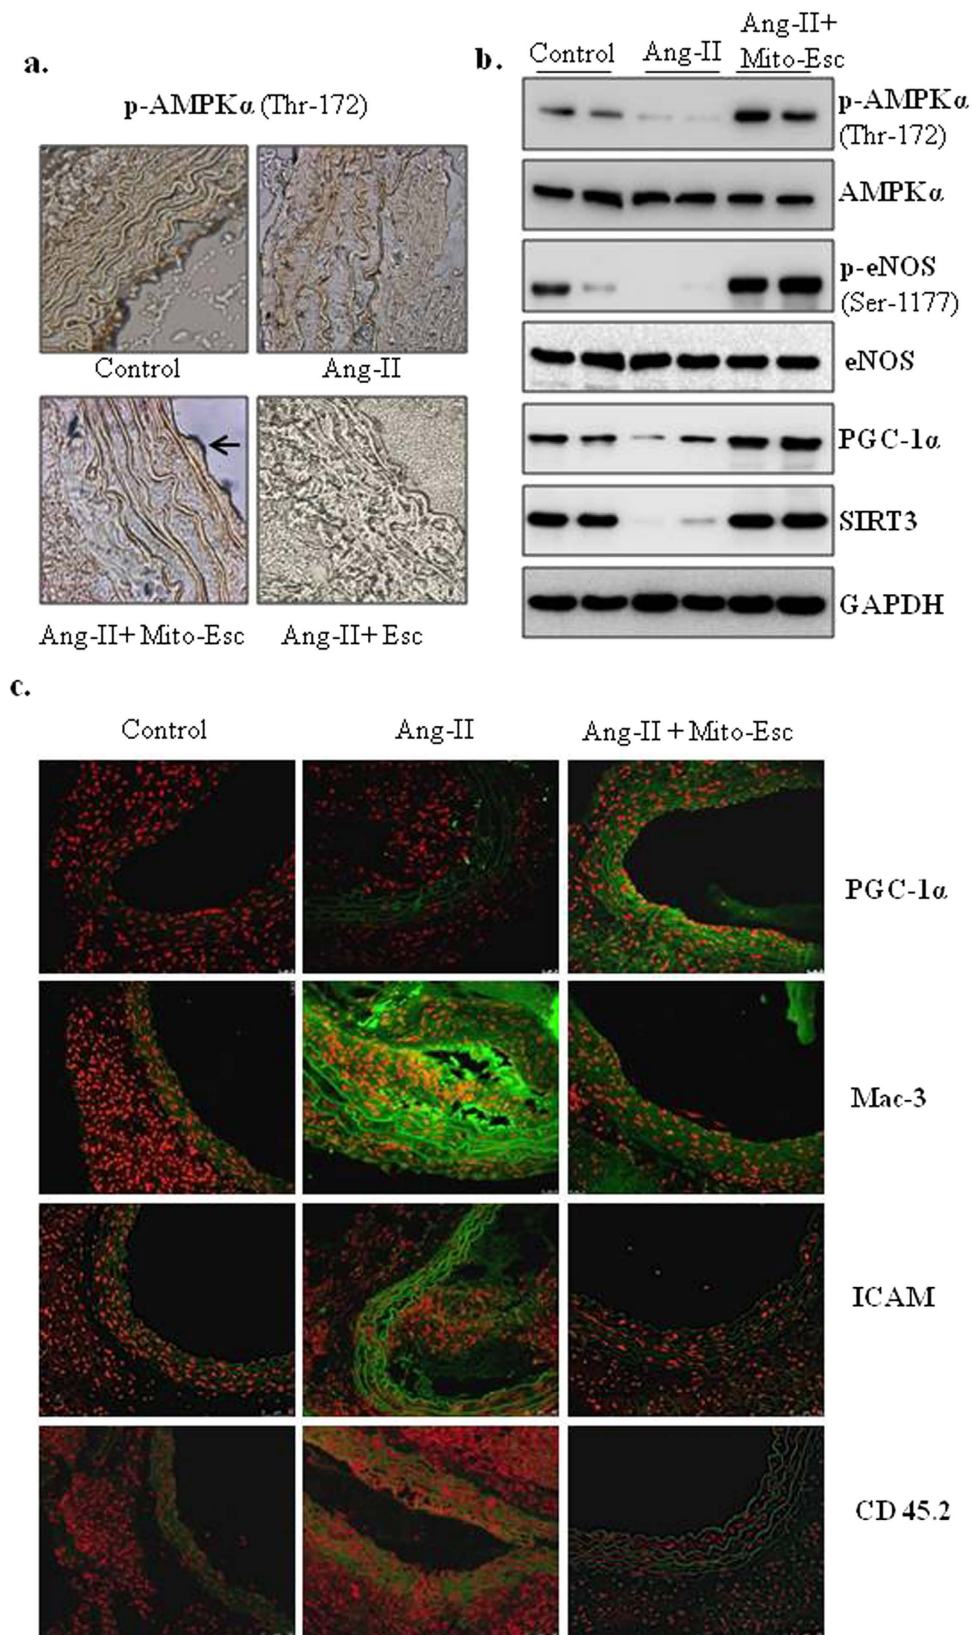 a.
p-AMPKα (Thr-172)
Control
Ang-II
Ang-II+ Mito-Esc
Ang-II+ Esc
b.
Control
Ang-II
Ang-II+
Mito-Esc
p-AMPKα
(Thr-172)
AMPKα
p-eNOS
(Ser-1177)
eNOS
PGC-1α
SIRT3
GAPDH
c.
Control
Ang-II
Ang-II + Mito-Esc
PGC-1α
Mac-3
ICAM
CD 45.2